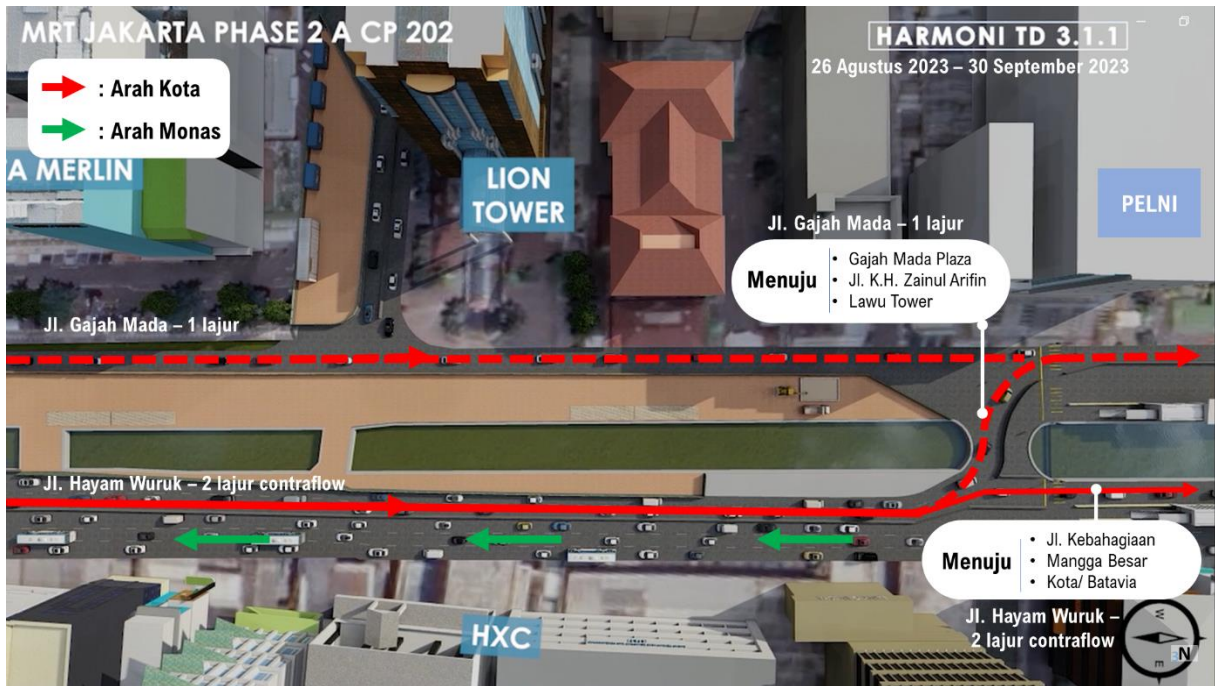 MRT JAKARTA PHASE 2 A CP 202
HARMONI TD 3.1.1
26 Agustus 2023 – 30 September 2023
: Arah Kota
: Arah Monas
A MERLIN
LION
TOWER
PELNI
Jl. Gajah Mada – 1 lajur
Menuju
• Gajah Mada Plaza
• Jl. K.H. Zainul Arifin
• Lawu Tower
Jl. Gajah Mada – 1 lajur
Jl. Hayam Wuruk – 2 lajur contraflow
Menuju
• Jl. Kebahagiaan
• Mangga Besar
• Kota/ Batavia
Jl. Hayam Wuruk –
2 lajur contraflow
HXC
W
N
E